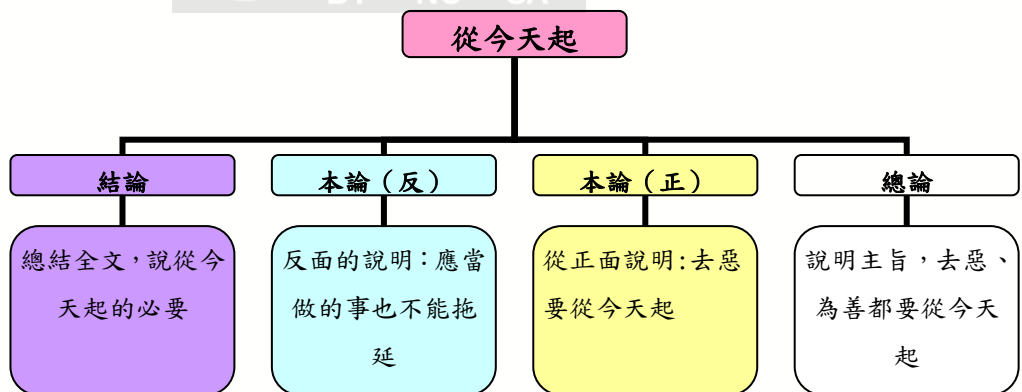 BY NC SA
從今天起
結論
本論（反）
本論（正）
總論
總結全文，說從今
天起的必要
反面的說明：應當
做的事也不能拖
延
從正面說明:去惡
要從今天起
說明主旨，去惡、
為善都要從今天
起